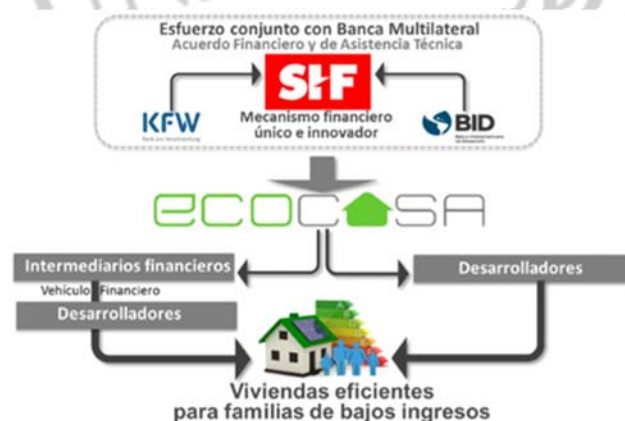 Esfuerzo conjunto con Banca Multilateral
Acuerdo Financiero y de Asistencia Técnica
SHF
KFW
BID
Mecanismo financiero
único e innovador
ecocasa
Intermediarios financieros
Desarrolladores
Vehículo Financiero
Desarrolladores
Viviendas eficientes
para familias de bajos ingresos